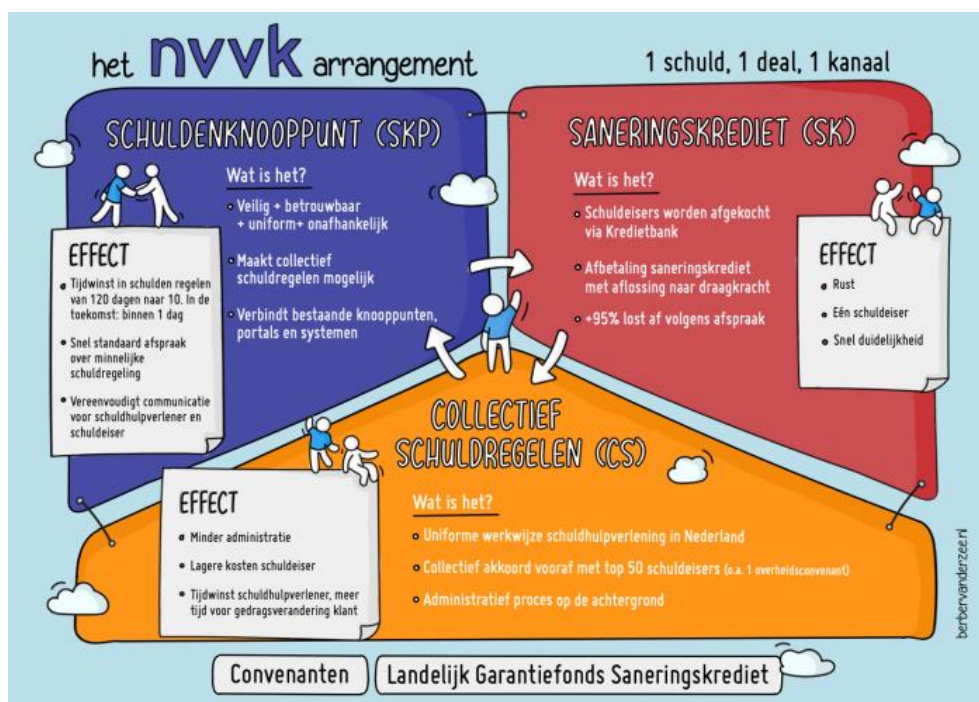 het nvvk arrangement
1 schuld, 1 deal, 1 kanaal
SCHULDENKNOOPPUNT (SKP)
Wat is het?
Veilig + betrouwbaar
+ uniform+ onafhankelijk
Maakt collectief
schuldregelen mogelijk
Verbindt bestaande knooppunten,
portals en systemen
EFFECT
Tijdwinst in schulden regelen
van 120 dagen naar 10. In de
toekomst: binnen 1 dag
Snel standaard afspraak
over minnelijke
schuldregeling
Vereenvoudigt communicatie
voor schuldhulpverlener en
schuldeiser
SANERINGSKREDIET (SK)
Wat is het?
Schuldeisers worden afgekocht
via Kredietbank
Afbetaling saneringskrediet
met aflossing naar draagkracht
+95% lost af volgens afspraak
EFFECT
Rust
Eén schuldeiser
Snel duidelijkheid
COLLECTIEF
SCHULDREGELEN (CS)
Wat is het?
Uniforme werkwijze schuldhulpverlening in Nederland
Collectief akkoord vooraf met top 50 schuldeisers (o.a. 1 overheidsconvenant)
Administratief proces op de achtergrond
EFFECT
Minder administratie
Lagere kosten schuldeiser
Tijdwinst schuldhulpverlener, meer
tijd voor gedragsverandering klant
Convenanten
Landelijk Garantiefonds Saneringskrediet
berbervanderzee.nl